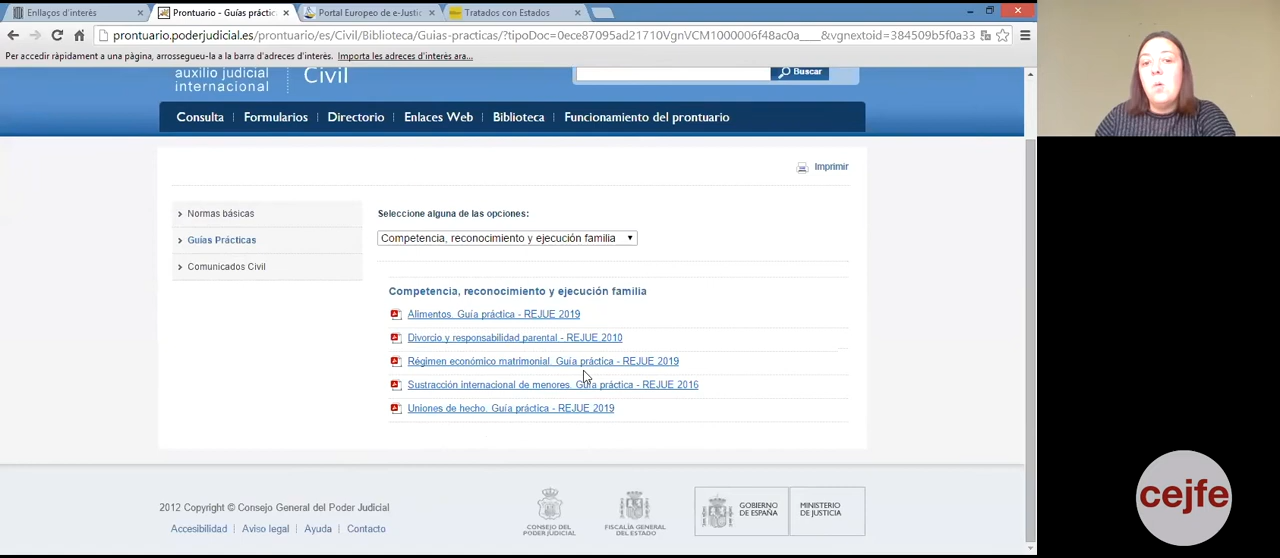 Enllaços d'interès
Prontuario - Guías práctic
Portal Europeo de e-Justic
Tratados con Estados
prontuario.poderjudicial.es/prontuario/es/Civil/Biblioteca/Guias-practicas/?tipoDoc=0ece87095ad21710VgnVCM1000006f48ac0a____&vgnextoid=384509b5f0a33
Per accedir ràpidament a una pàgina, arrossegueu-la a la barra d'adreces d'interès. Importa les adreces d'interès ara...
auxilio judicial
internacional
Civil
Buscar
Consulta
Formularios
Directorio
Enlaces Web
Biblioteca
Funcionamiento del prontuario
Imprimir
Normas básicas
Guías Prácticas
Comunicados Civil
Seleccione alguna de las opciones:
Competencia, reconocimiento y ejecución familia
Competencia, reconocimiento y ejecución familia
Alimentos. Guía práctica - REJUE 2019
Divorcio y responsabilidad parental - REJUE 2010
Régimen económico matrimonial. Guía práctica - REJUE 2019
Sustracción internacional de menores. Guía práctica - REJUE 2016
Uniones de hecho. Guía práctica - REJUE 2019
2012 Copyright © Consejo General del Poder Judicial
Accesibilidad
Aviso legal
Ayuda
Contacto
CONSEJO DEL
PODER JUDICIAL
FISCALÍA GENERAL
DEL ESTADO
GOBIERNO
DE ESPAÑA
MINISTERIO
DE JUSTICIA
cejfe